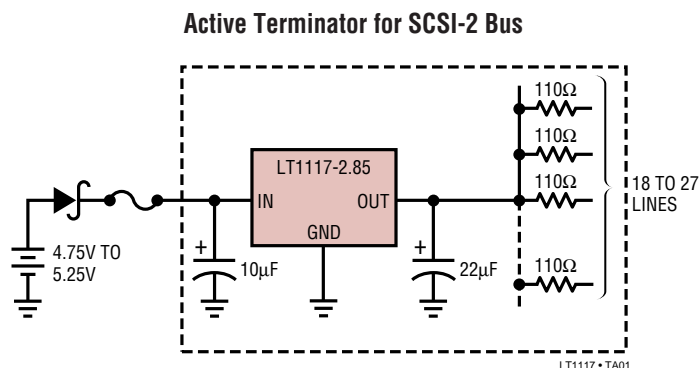 Active Terminator for SCSI-2 Bus
110Ω
110Ω
LT1117-2.85
110Ω
IN
OUT
GND
18 TO 27
LINES
4.75V TO
5.25V
+
10µF
+
22µF
110Ω
LT1117 • TA01